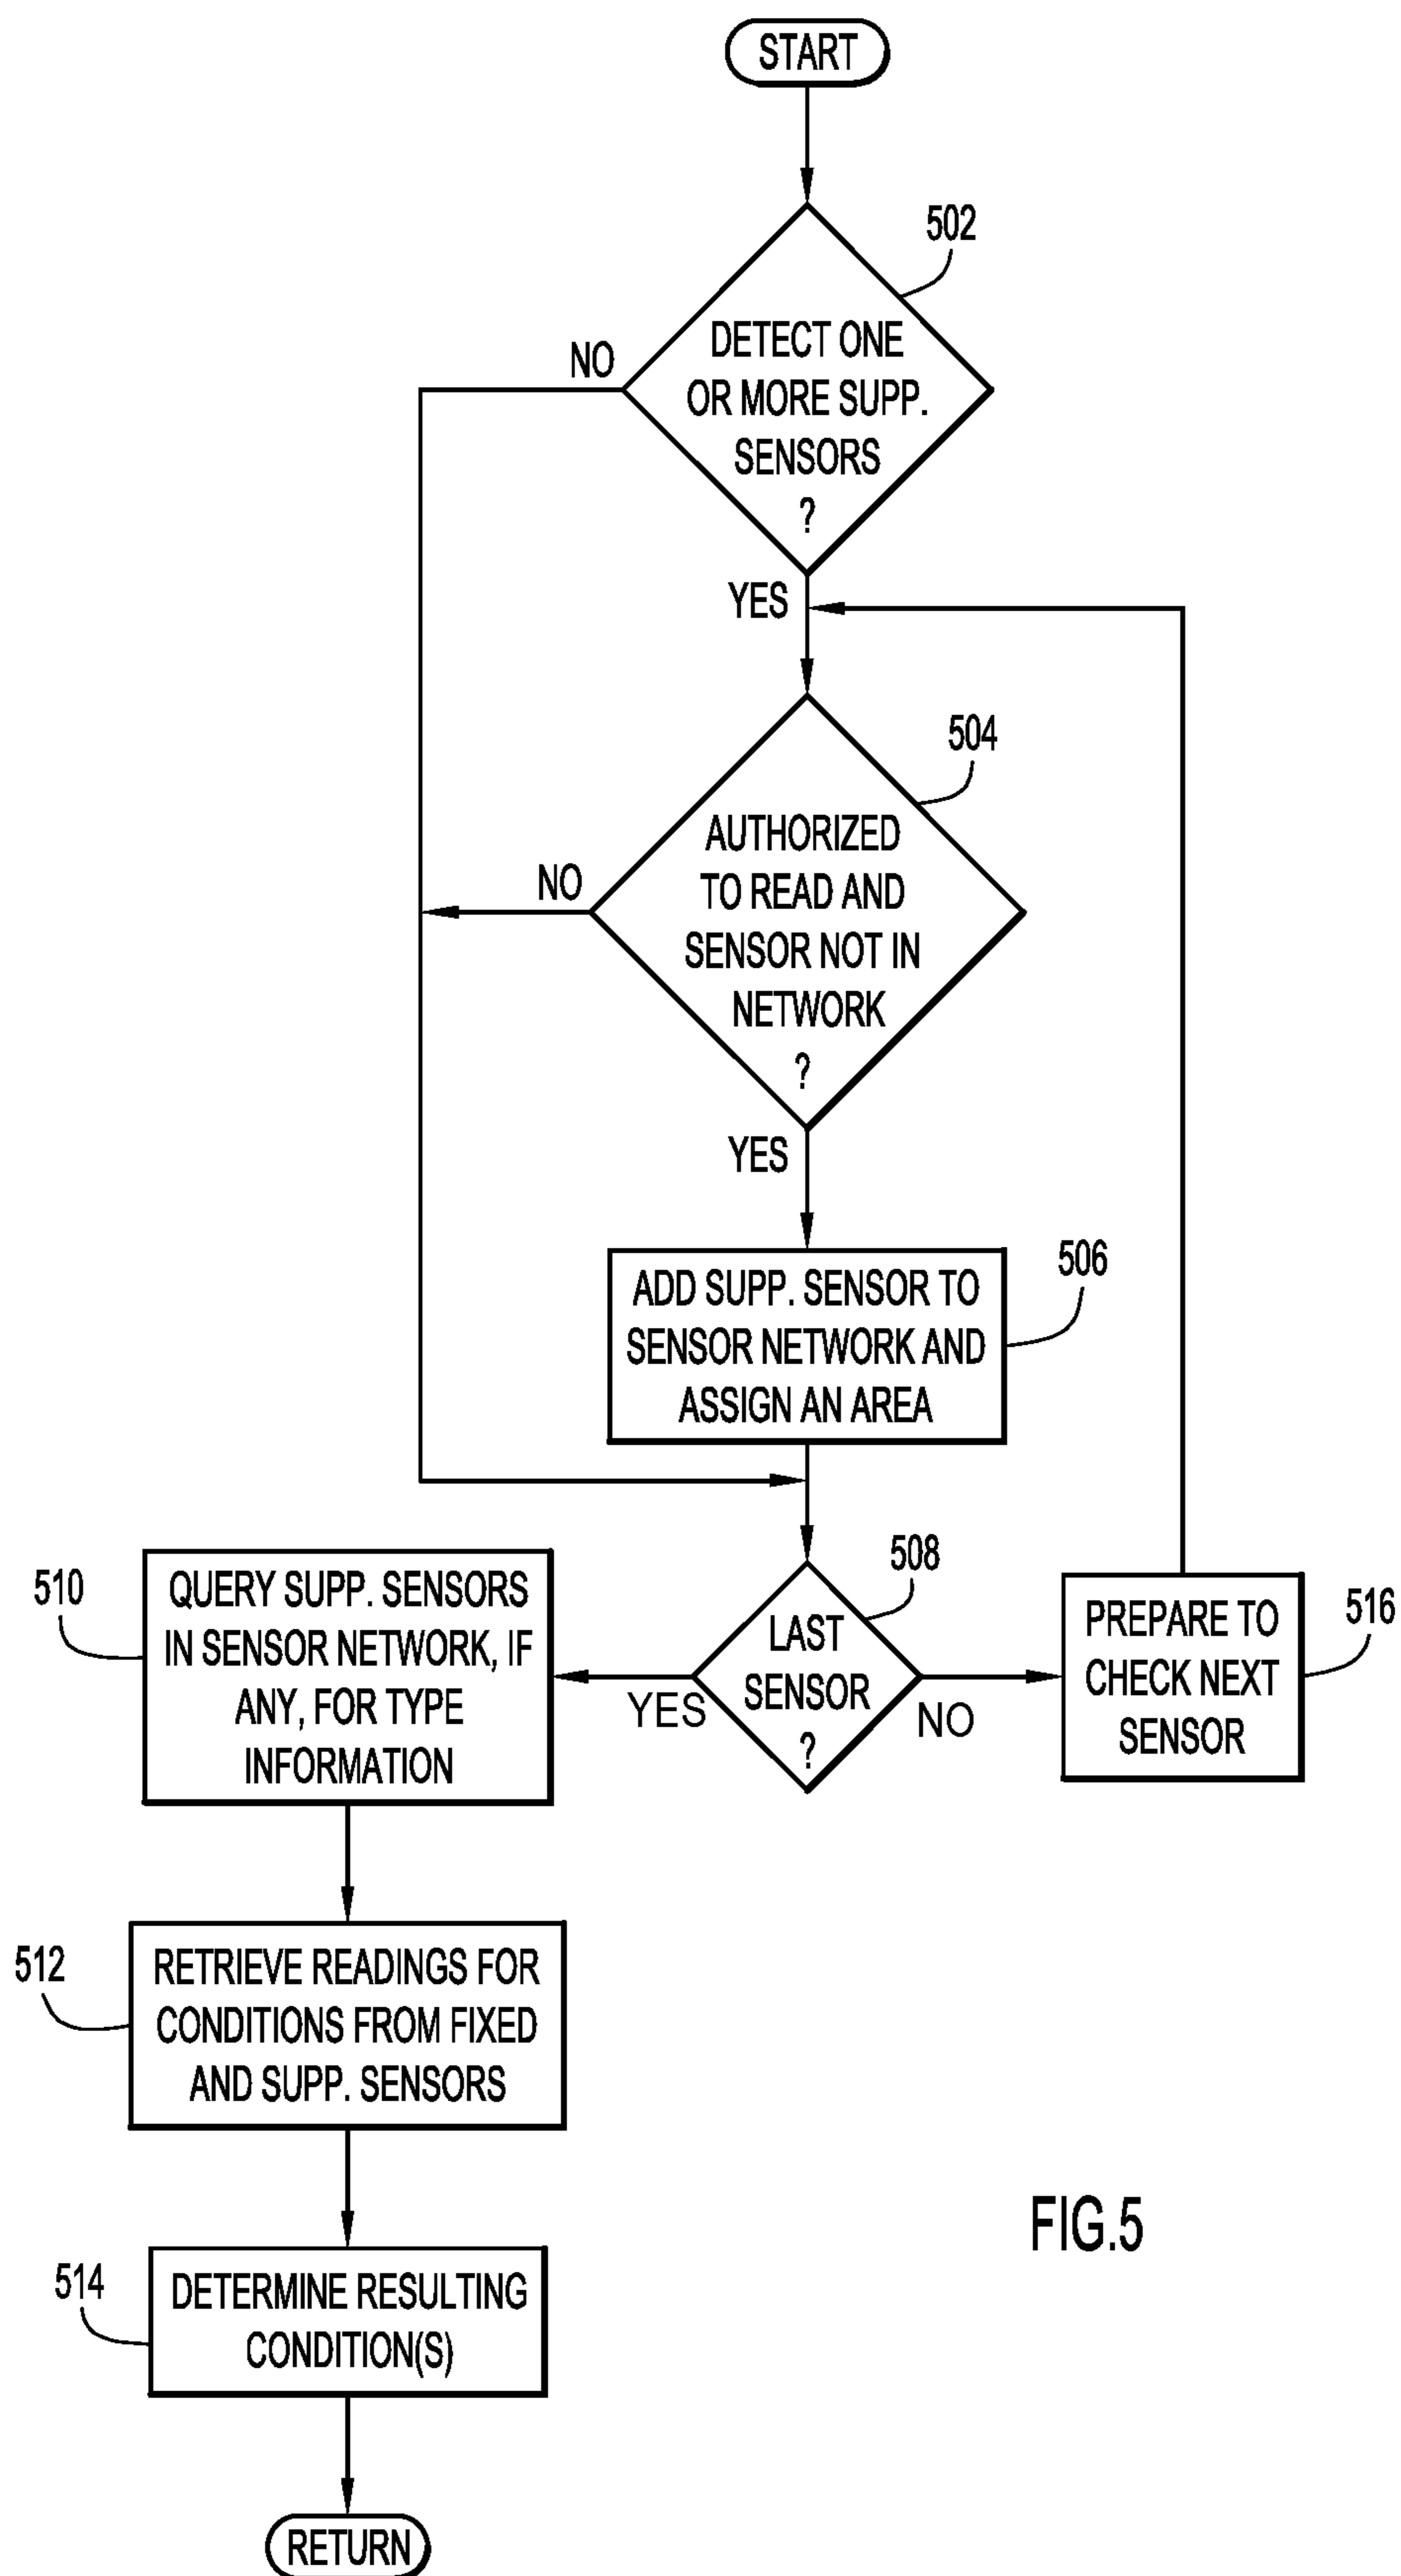 START
502
DETECT ONE
OR MORE SUPP.
SENSORS
?
NO
YES
504
AUTHORIZED
TO READ AND
SENSOR NOT IN
NETWORK
?
NO
YES
506
ADD SUPP. SENSOR TO
SENSOR NETWORK AND
ASSIGN AN AREA
508
LAST
SENSOR
?
YES
NO
510
QUERY SUPP. SENSORS
IN SENSOR NETWORK, IF
ANY, FOR TYPE
INFORMATION
516
PREPARE TO
CHECK NEXT
SENSOR
512
RETRIEVE READINGS FOR
CONDITIONS FROM FIXED
AND SUPP. SENSORS
514
DETERMINE RESULTING
CONDITION(S)
RETURN
FIG.5